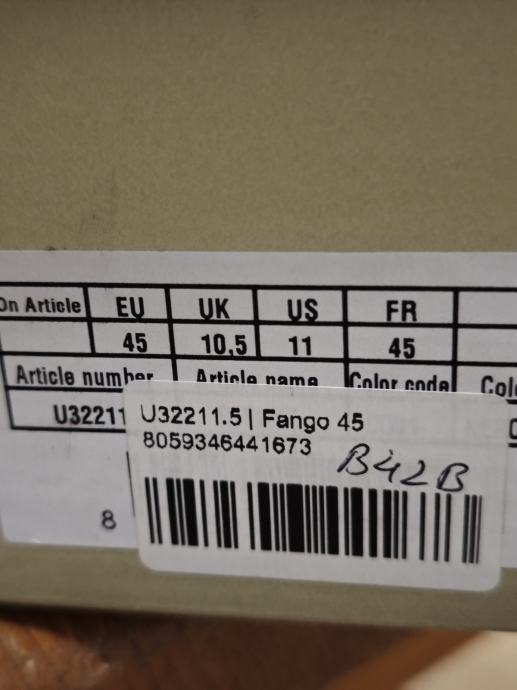 On Article EU UK US FR
45 10,5 11 45
Article number Article name Color code
U32211
U32211.5 | Fango 45
8059346441673
B42B
8